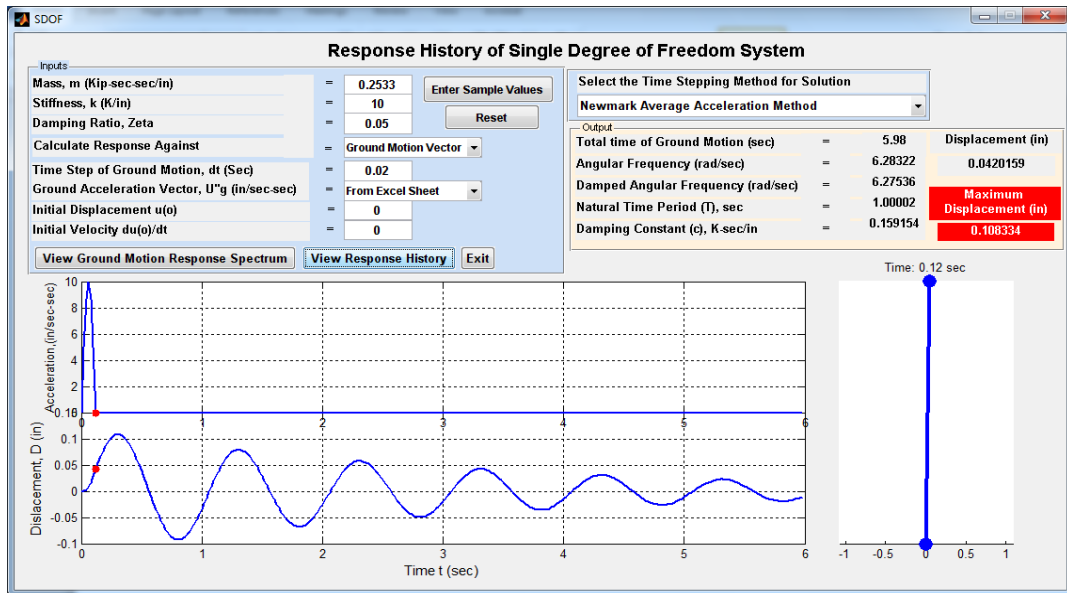 SDOF
Response History of Single Degree of Freedom System
Inputs
Mass, m (Kip-sec-sec/in) = 0.2533
Enter Sample Values
Stiffness, k (K/in) = 10
Reset
Damping Ratio, Zeta = 0.05
Calculate Response Against = Ground Motion Vector
Time Step of Ground Motion, dt (Sec) = 0.02
Ground Acceleration Vector, U"g (in/sec-sec) = From Excel Sheet
Initial Displacement u(o) = 0
Initial Velocity du(o)/dt = 0
View Ground Motion Response Spectrum View Response History Exit
Select the Time Stepping Method for Solution
Newmark Average Acceleration Method
Output
Total time of Ground Motion (sec) = 5.98
Angular Frequency (rad/sec) = 6.28322
Damped Angular Frequency (rad/sec) = 6.27536
Natural Time Period (T), sec = 1.00002
Damping Constant (c), K-sec/in = 0.159154
Displacement (in)
0.0420159
Maximum
Displacement (in)
0.108334
Acceleration,(in/sec-sec)
10
8
6
4
2
0 1 2 3 4 5 6
Dislacement, D (in)
0.1
0.05
0
-0.05
-0.1
0 1 2 3 4 5 6
Time t (sec)
Time: 0.12 sec
-1 -0.5 0 0.5 1